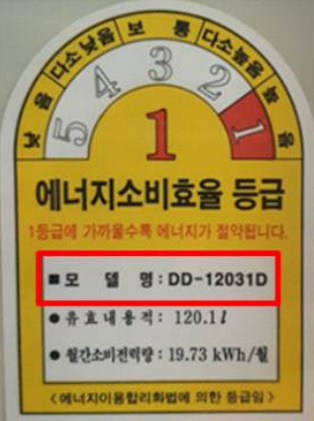 낮음 다소낮음 보통 다소높음 높음
5 4 3 2 1
1
에너지소비효율 등급
1등급에 가까울수록 에너지가 절약됩니다.
■ 모 델 명 : DD-12031D
● 유효내용적 : 120.1ℓ
● 월간소비전력량 : 19.73 kWh/월
〈에너지이용합리화법에 의한 등급임〉